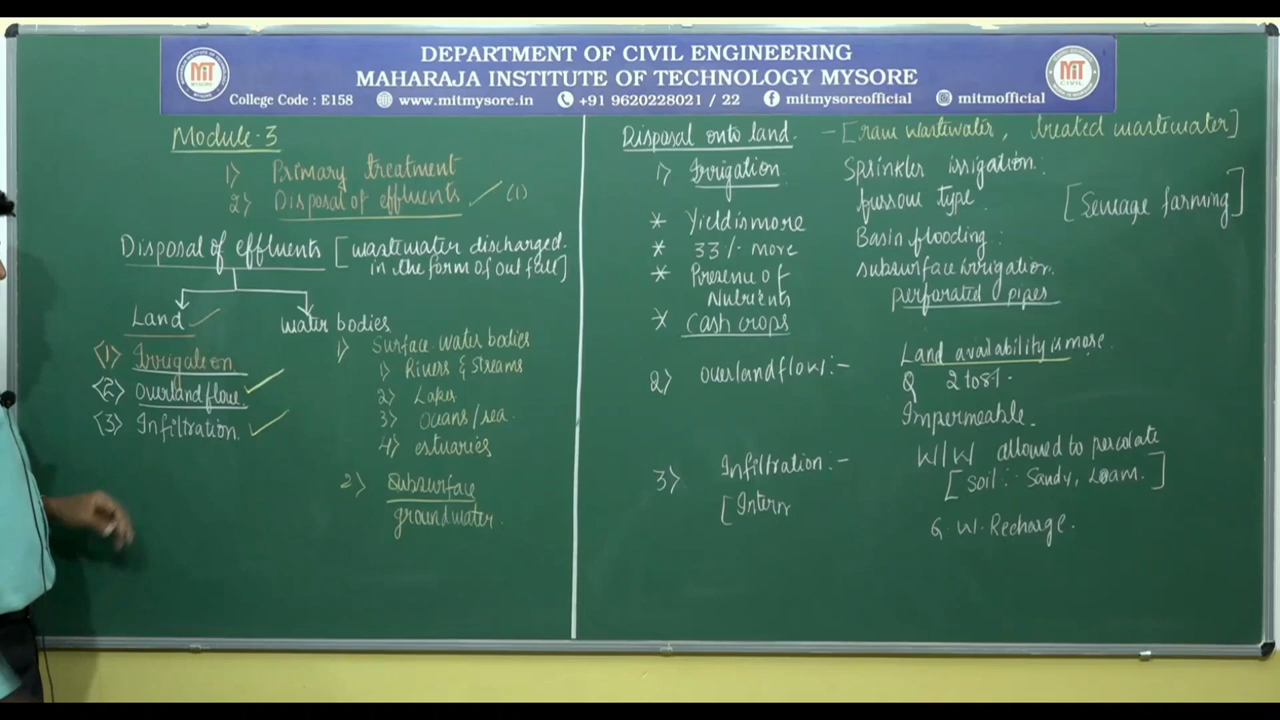 DEPARTMENT OF CIVIL ENGINEERING
MAHARAJA INSTITUTE OF TECHNOLOGY MYSORE
College Code : E158 www.mitmysore.in +91 9620228021 / 22 mitmysoreofficial mitmofficial
MIT
MYSORE
MIT
CIVIL
Module-3
1) Primary treatment
2) Disposal of effluents (1)
Disposal of effluents [wastewater discharged
in the form of out fall]
Land
water bodies
(1) Irrigation
(2) Overland flow
(3) Infiltration
1) Surface water bodies
1) Rivers & Streams
2) Lakes
3) Oceans/sea
4) estuaries
2) Subsurface
groundwater.
Disposal onto land. - [raw wastewater, treated wastewater]
1) Irrigation
* Yield is more
* 33 /- more
* Presence of
Nutrients
* Cash crops
Sprinkler irrigation.
furrow type
Basin flooding:
subsurface irrigation.
perforated pipes
[Sewage farming]
2) Overland flow:-
Land availability is more.
Impermeable.
3) Infiltration:-
[Interm
W/W allowed to percolate
[soil: Sandy, Loam.]
G.W. Recharge.